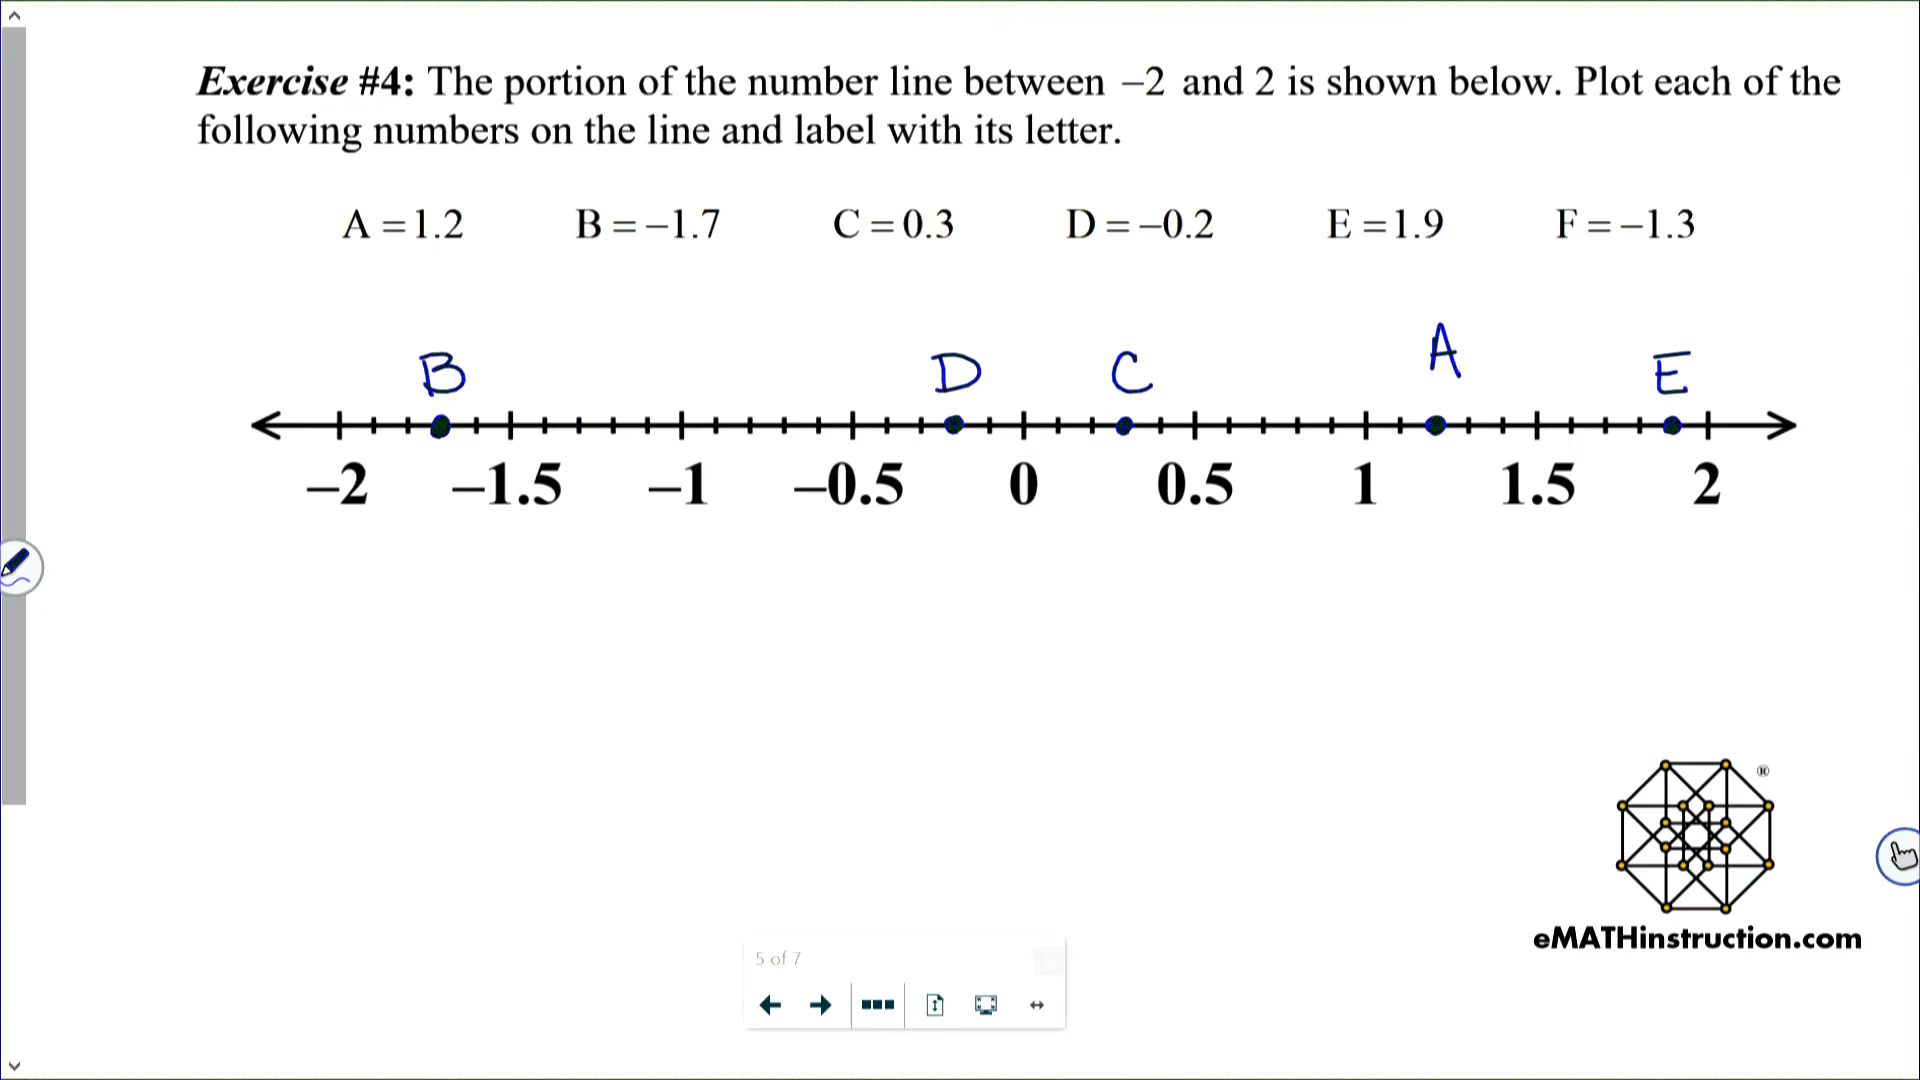 Exercise #4: The portion of the number line between –2 and 2 is shown below. Plot each of the
following numbers on the line and label with its letter.
A = 1.2 B = –1.7 C = 0.3 D = –0.2 E = 1.9 F = –1.3
B D C A E
–2 –1.5 –1 –0.5 0 0.5 1 1.5 2
®
eMATHinstruction.com
5 of 7